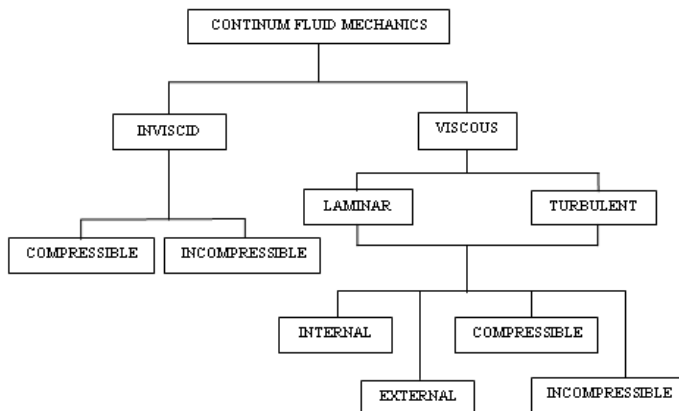 CONTINUM FLUID MECHANICS
INVISCID
VISCOUS
LAMINAR
TURBULENT
COMPRESSIBLE
INCOMPRESSIBLE
INTERNAL
COMPRESSIBLE
EXTERNAL
INCOMPRESSIBLE